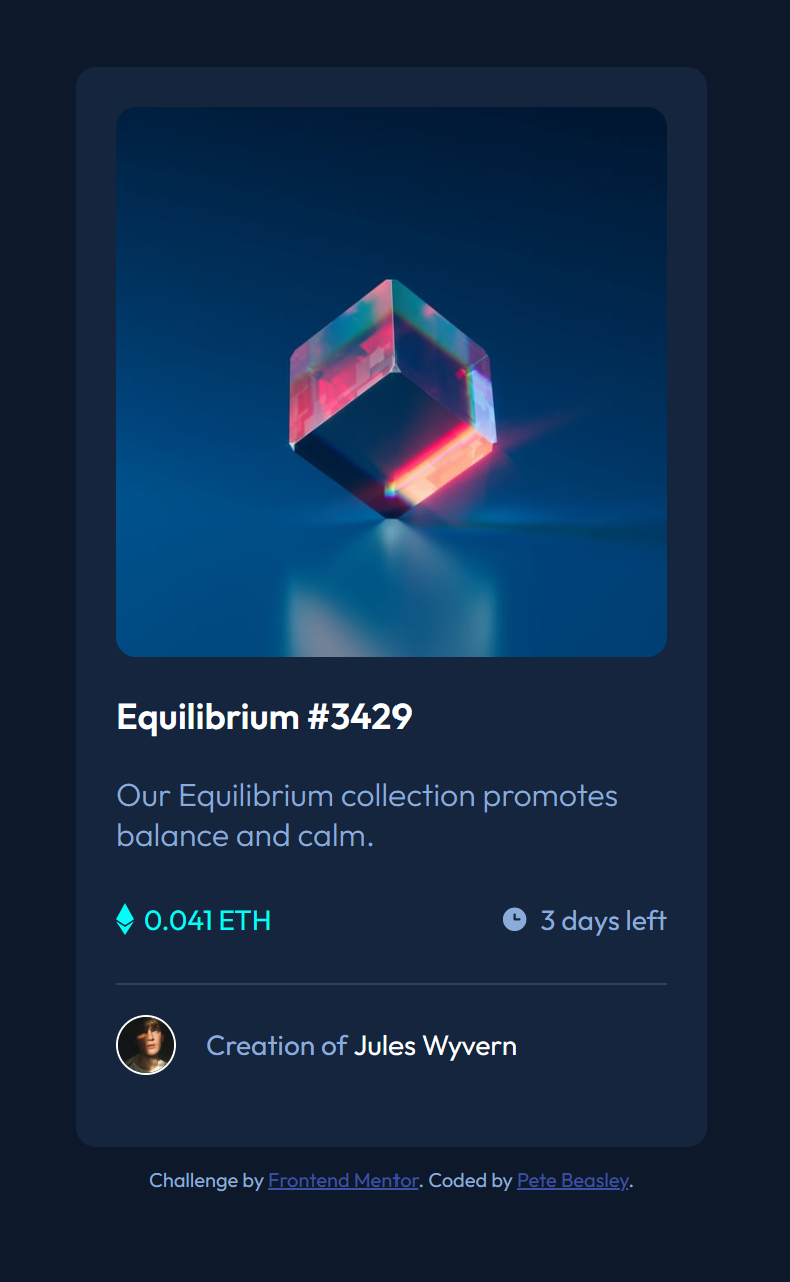 Equilibrium #3429
Our Equilibrium collection promotes
balance and calm.
0.041 ETH
3 days left
Creation of Jules Wyvern
Challenge by Frontend Mentor. Coded by Pete Beasley.